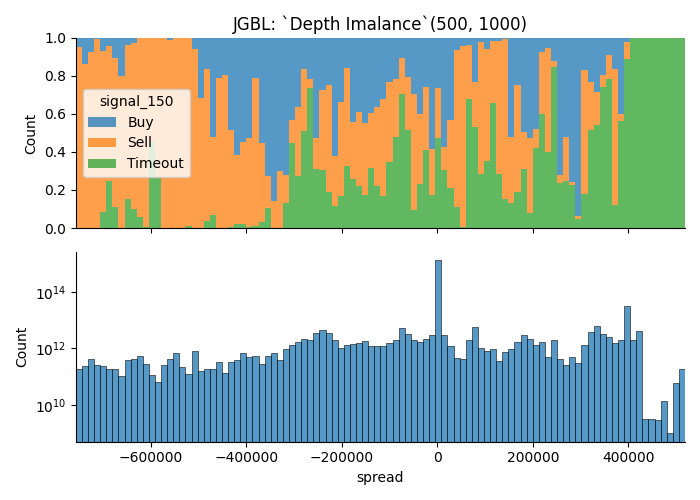 JGBL: `Depth Imalance`(500, 1000)
1.0
0.8
0.6
0.4
0.2
0.0
Count
signal_150
Buy
Sell
Timeout
10^14
10^12
10^10
Count
−600000 −400000 −200000 0 200000 400000
spread